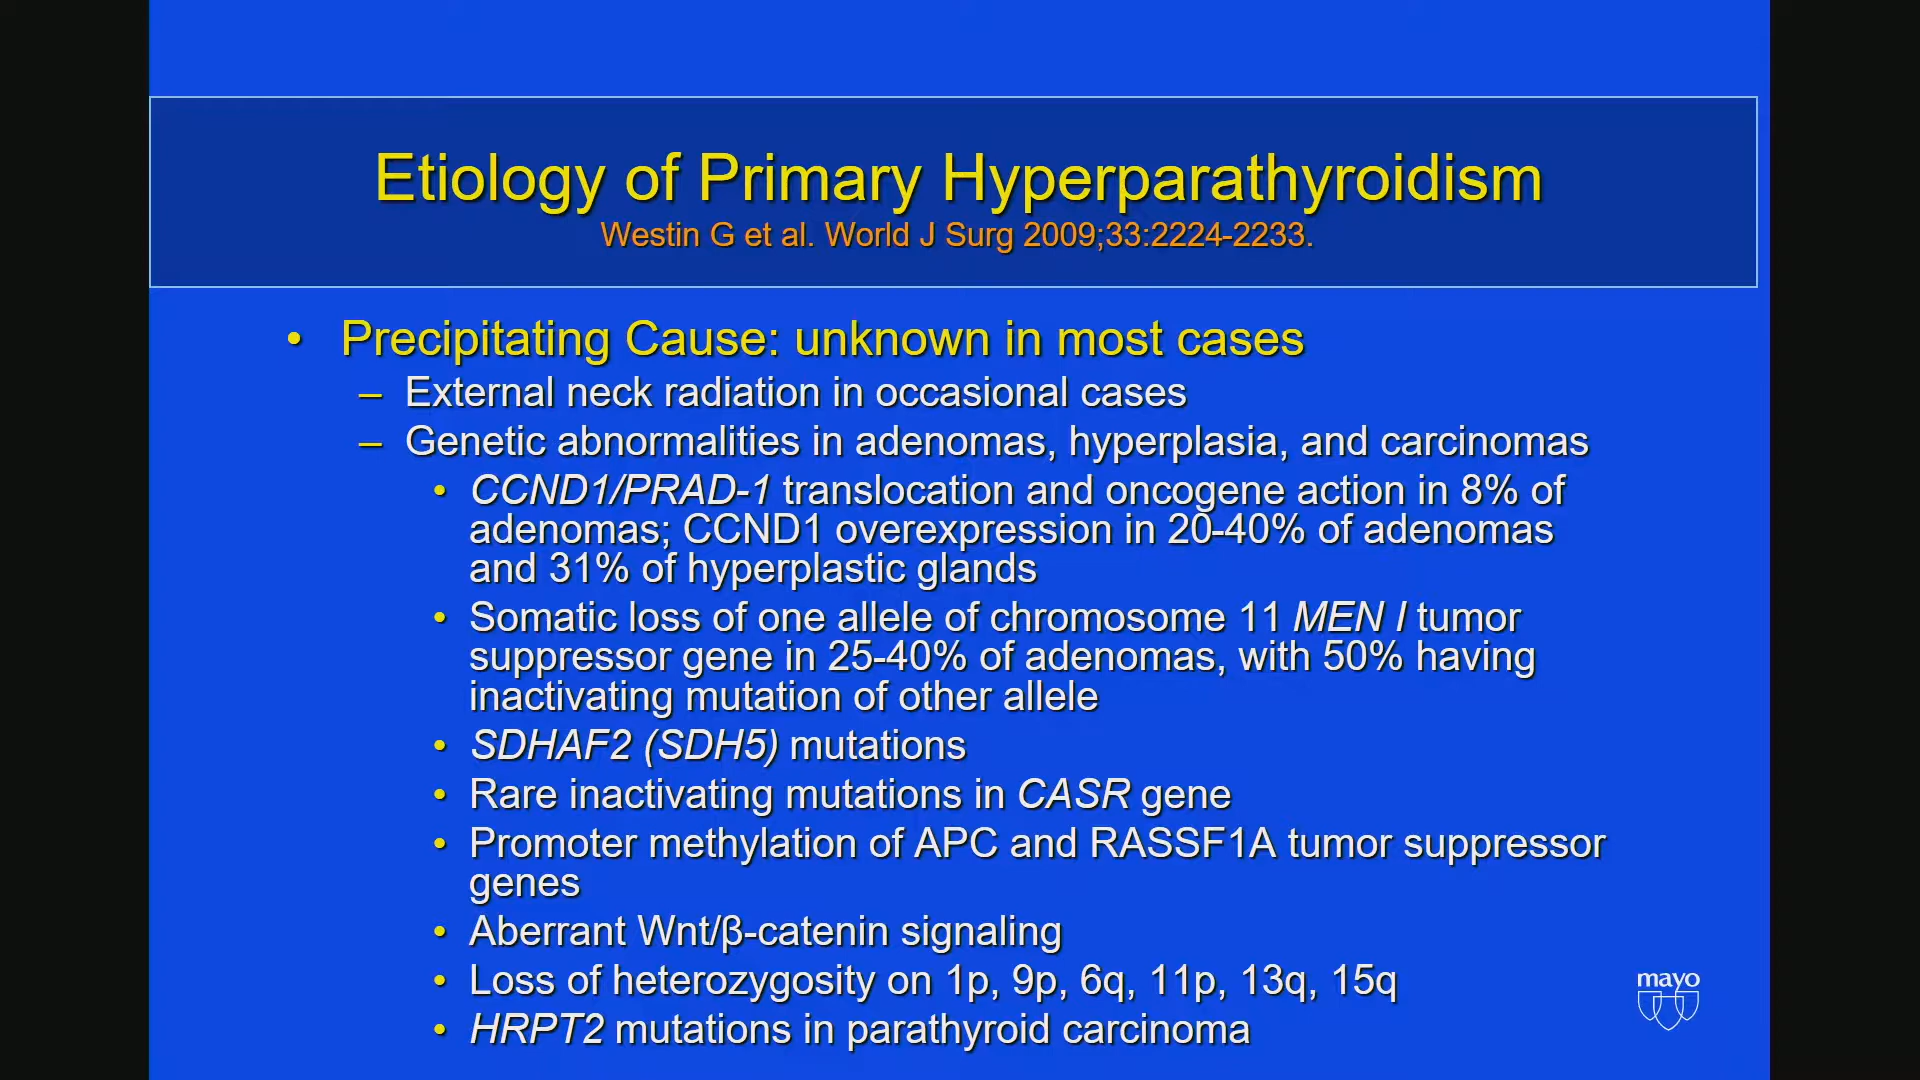 Etiology of Primary Hyperparathyroidism
Westin G et al. World J Surg 2009;33:2224-2233.
• Precipitating Cause: unknown in most cases
– External neck radiation in occasional cases
– Genetic abnormalities in adenomas, hyperplasia, and carcinomas
• CCND1/PRAD-1 translocation and oncogene action in 8% of
adenomas; CCND1 overexpression in 20-40% of adenomas
and 31% of hyperplastic glands
• Somatic loss of one allele of chromosome 11 MEN I tumor
suppressor gene in 25-40% of adenomas, with 50% having
inactivating mutation of other allele
• SDHAF2 (SDH5) mutations
• Rare inactivating mutations in CASR gene
• Promoter methylation of APC and RASSF1A tumor suppressor
genes
• Aberrant Wnt/β-catenin signaling
• Loss of heterozygosity on 1p, 9p, 6q, 11p, 13q, 15q
• HRPT2 mutations in parathyroid carcinoma
mayo